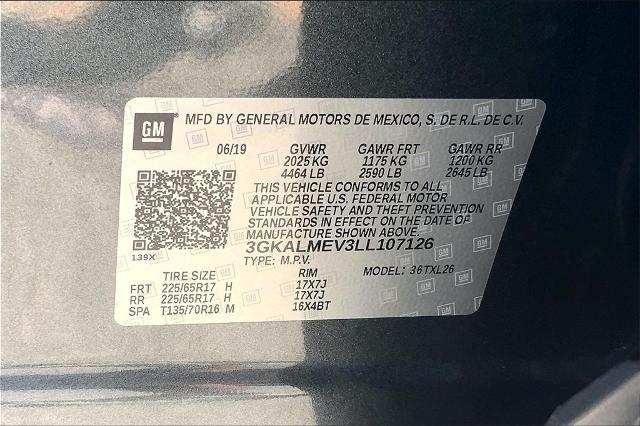 GM
MFD BY GENERAL MOTORS DE MEXICO, S. DE R.L. DE C.V.
06/19 GVWR GAWR FRT GAWR RR
2025 KG 1175 KG 1200 KG
4464 LB 2590 LB 2645 LB
THIS VEHICLE CONFORMS TO ALL
APPLICABLE U.S. FEDERAL MOTOR
VEHICLE SAFETY AND THEFT PREVENTION
STANDARDS IN EFFECT ON THE DATE OF
MANUFACTURE SHOWN ABOVE.
3GKALMEV3LL107126
139X
TYPE: M.P.V. MODEL: 36TXL26
TIRE SIZE RIM
FRT 225/65R17 H 17X7J
RR 225/65R17 H 17X7J
SPA T135/70R16 M 16X4BT